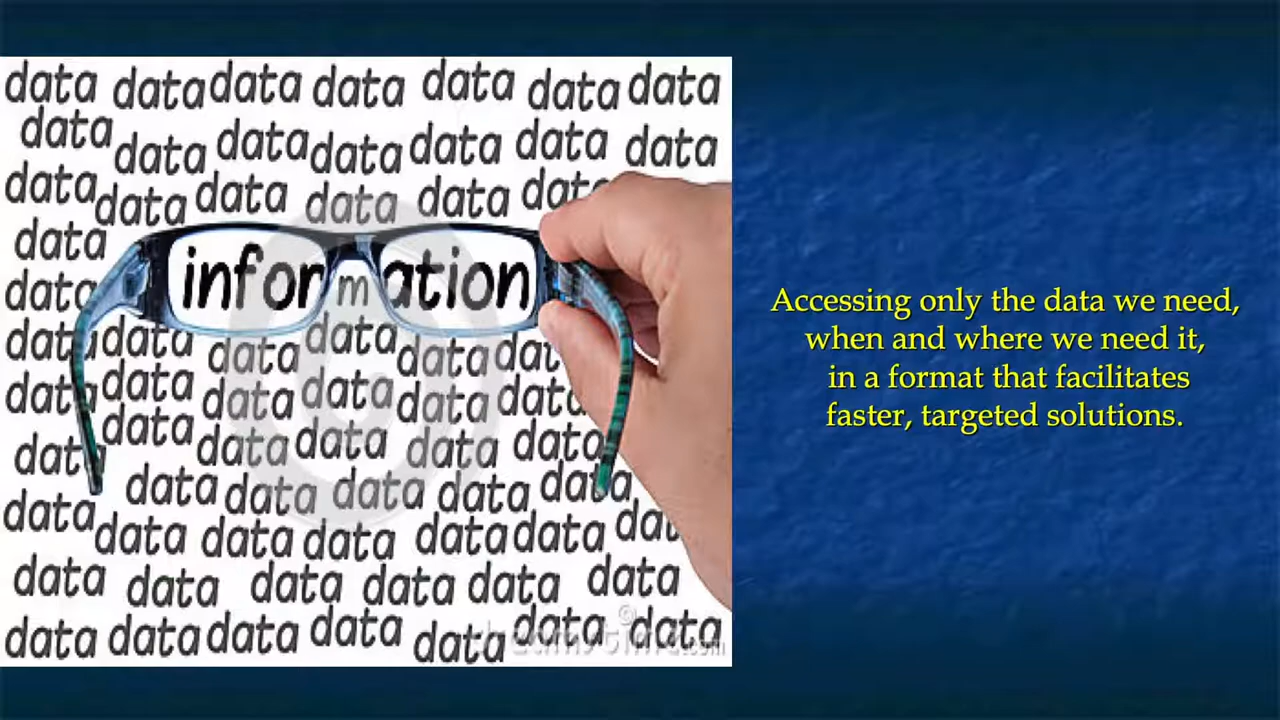 data data data data data data data
data data data data data data data
data data data data data data
data data
data information
data data data data data data
data data data data data data
data data data data data
data data data data data data
data data data data data data data
data data data data data data
data data data data data data data
Accessing only the data we need,
when and where we need it,
in a format that facilitates
faster, targeted solutions.